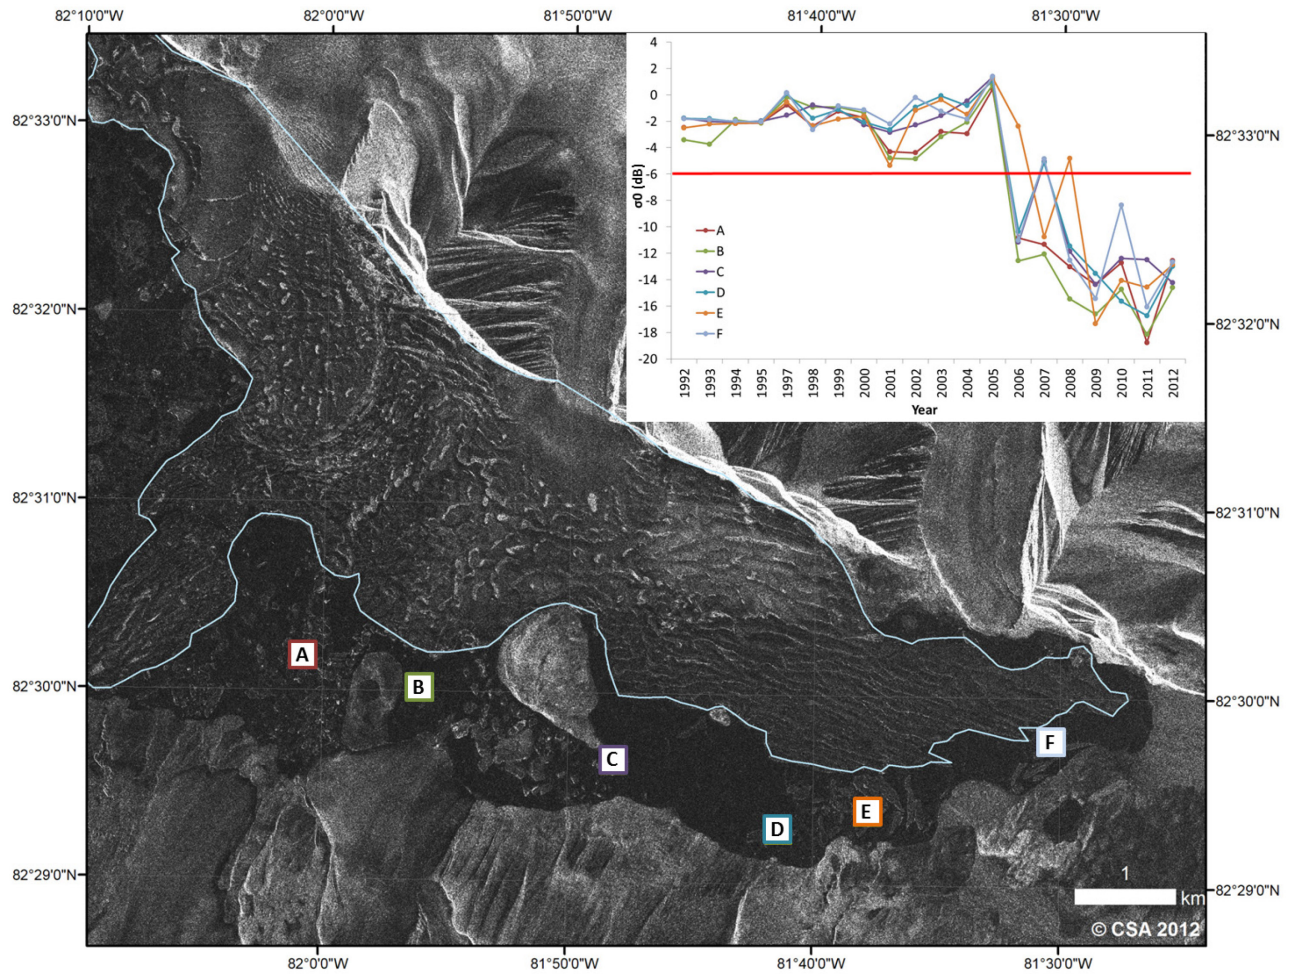 82°10'0"W 82°0'0"W 81°50'0"W 81°40'0"W 81°30'0"W
82°33'0"N
82°32'0"N
82°31'0"N
82°30'0"N
82°29'0"N
82°33'0"N
82°32'0"N
82°31'0"N
82°30'0"N
82°29'0"N
4
2
0
-2
-4
-6
-8
-10
-12
-14
-16
-18
-20
σ0 (dB)
A
B
C
D
E
F
1992 1993 1994 1995 1997 1998 1999 2000 2001 2002 2003 2004 2005 2006 2007 2008 2009 2010 2011 2012
Year
A
B
C
D
E
F
1
km
© CSA 2012
82°0'0"W 81°50'0"W 81°40'0"W 81°30'0"W